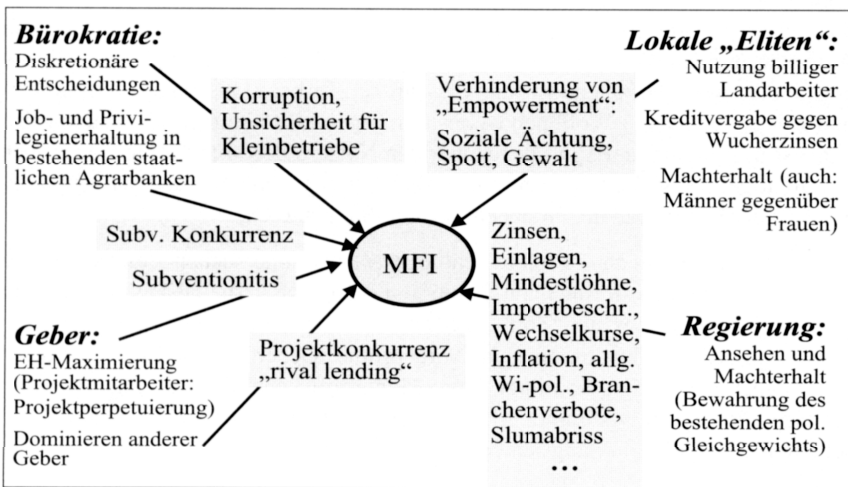 Bürokratie:
Diskretionäre
Entscheidungen
Job- und Privi-
legienerhaltung in
bestehenden staat-
lichen Agrarbanken
Korruption,
Unsicherheit für
Kleinbetriebe
Verhinderung von
„Empowerment“:
Soziale Ächtung,
Spott, Gewalt
Lokale „Eliten“:
Nutzung billiger
Landarbeiter
Kreditvergabe gegen
Wucherzinsen
Machterhalt (auch:
Männer gegenüber
Frauen)
Subv. Konkurrenz
Subventionitis
MFI
Zinsen,
Einlagen,
Mindestlöhne,
Importbeschr.,
Wechselkurse,
Inflation, allg.
Wi-pol., Bran-
chenverbote,
Slumabriss
...
Geber:
EH-Maximierung
(Projektmitarbeiter:
Projektperpetuierung)
Dominieren anderer
Geber
Projektkonkurrenz
„rival lending“
Regierung:
Ansehen und
Machterhalt
(Bewahrung des
bestehenden pol.
Gleichgewichts)